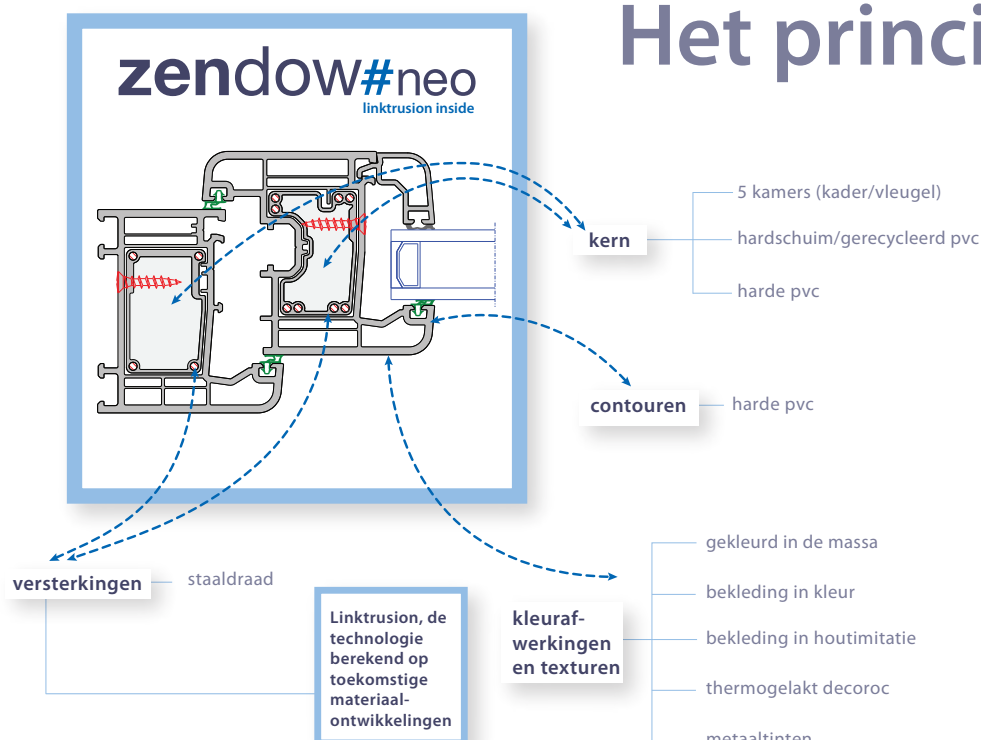 Het princi
zendow#neo
linktrusion inside
kern
5 kamers (kader/vleugel)
hardschuim/gerecycleerd pvc
harde pvc
contouren
harde pvc
versterkingen
staaldraad
Linktrusion, de
technologie
berekend op
toekomstige
materiaal-
ontwikkelingen
kleuraf-
werkingen
en texturen
gekleurd in de massa
bekleding in kleur
bekleding in houtimitatie
thermogelakt decoroc
metaaltinten